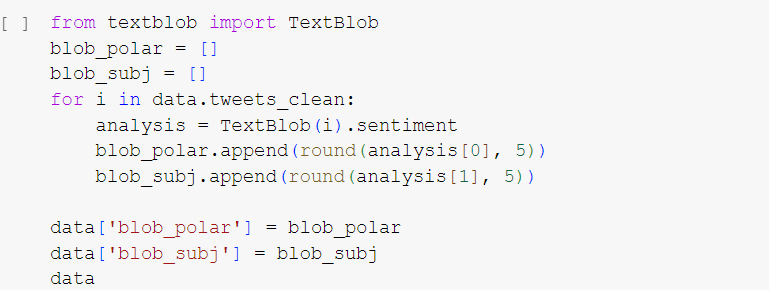 [ ] from textblob import TextBlob
blob_polar = []
blob_subj = []
for i in data.tweets_clean:
    analysis = TextBlob(i).sentiment
    blob_polar.append(round(analysis[0], 5))
    blob_subj.append(round(analysis[1], 5))

data['blob_polar'] = blob_polar
data['blob_subj'] = blob_subj
data